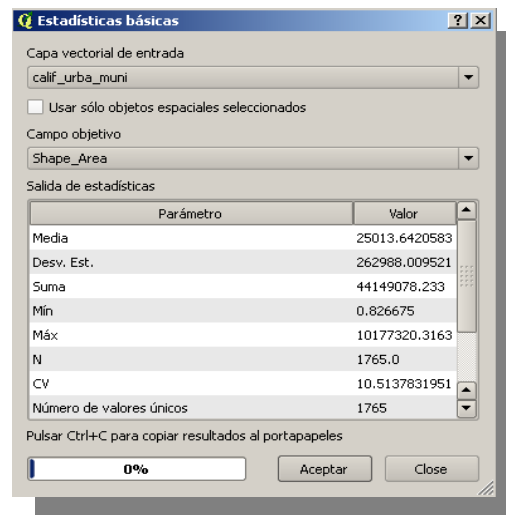 Estadísticas básicas
Capa vectorial de entrada
calif_urba_muni
Usar sólo objetos espaciales seleccionados
Campo objetivo
Shape_Area
Salida de estadísticas
Parámetro Valor
Media 25013.6420583
Desv. Est. 262988.009521
Suma 44149078.233
Mín 0.826675
Máx 10177320.3163
N 1765.0
CV 10.5137831951
Número de valores únicos 1765
Pulsar Ctrl+C para copiar resultados al portapapeles
0% Aceptar Close